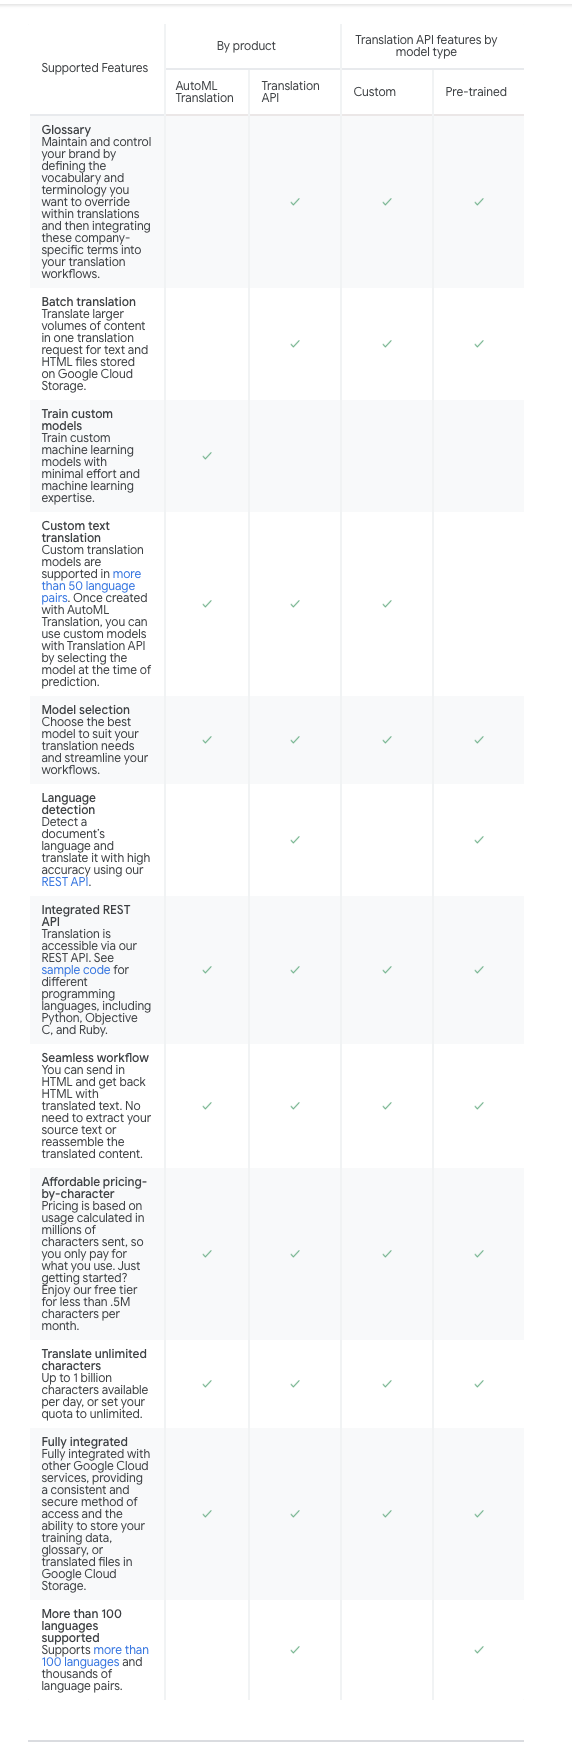 Supported Features
By product
Translation API features by
model type
AutoML
Translation
Translation
API
Custom
Pre-trained
Glossary
Maintain and control
your brand by
defining the
vocabulary and
terminology you
want to override
within translations
and then integrating
these company-
specific terms into
your translation
workflows.
✓ ✓ ✓
Batch translation
Translate larger
volumes of content
in one translation
request for text and
HTML files stored
on Google Cloud
Storage.
✓ ✓ ✓
Train custom
models
Train custom
machine learning
models with
minimal effort and
machine learning
expertise.
✓
Custom text
translation
Custom translation
models are
supported in more
than 50 language
pairs. Once created
with AutoML
Translation, you can
use custom models
with Translation API
by selecting the
model at the time of
prediction.
✓ ✓ ✓
Model selection
Choose the best
model to suit your
translation needs
and streamline your
workflows.
✓ ✓ ✓ ✓
Language
detection
Detect a
document's
language and
translate it with high
accuracy using our
REST API.
✓ ✓
Integrated REST
API
Translation is
accessible via our
REST API. See
sample code for
different
programming
languages, including
Python, Objective
C, and Ruby.
✓ ✓ ✓ ✓
Seamless workflow
You can send in
HTML and get back
HTML with
translated text. No
need to extract your
source text or
reassemble the
translated content.
✓ ✓ ✓ ✓
Affordable pricing-
by-character
Pricing is based on
usage calculated in
millions of
characters sent, so
you only pay for
what you use. Just
getting started?
Enjoy our free tier
for less than .5M
characters per
month.
✓ ✓ ✓ ✓
Translate unlimited
characters
Up to 1 billion
characters available
per day, or set your
quota to unlimited.
✓ ✓ ✓ ✓
Fully integrated
Fully integrated with
other Google Cloud
services, providing
a consistent and
secure method of
access and the
ability to store your
training data,
glossary, or
translated files in
Google Cloud
Storage.
✓ ✓ ✓ ✓
More than 100
languages
supported
Supports more than
100 languages and
thousands of
language pairs.
✓ ✓